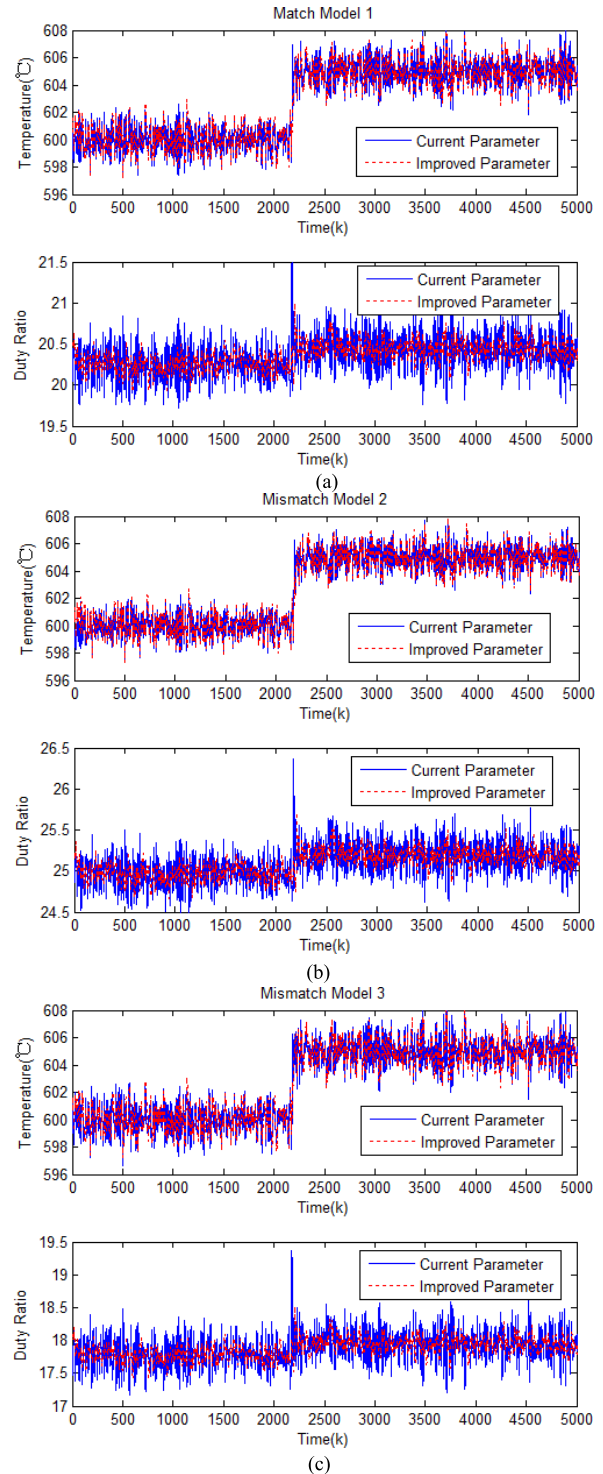 Match Model 1
608
606
604
602
600
598
596
Temperature(℃)
Current Parameter
Improved Parameter
0 500 1000 1500 2000 2500 3000 3500 4000 4500 5000
Time(k)
21.5
21
20.5
20
19.5
Duty Ratio
Current Parameter
Improved Parameter
0 500 1000 1500 2000 2500 3000 3500 4000 4500 5000
Time(k)
(a)
Mismatch Model 2
608
606
604
602
600
598
596
Temperature(℃)
Current Parameter
Improved Parameter
0 500 1000 1500 2000 2500 3000 3500 4000 4500 5000
Time(k)
26.5
26
25.5
25
24.5
Duty Ratio
Current Parameter
Improved Parameter
0 500 1000 1500 2000 2500 3000 3500 4000 4500 5000
Time(k)
(b)
Mismatch Model 3
608
606
604
602
600
598
596
Temperature(℃)
Current Parameter
Improved Parameter
0 500 1000 1500 2000 2500 3000 3500 4000 4500 5000
Time(k)
19.5
19
18.5
18
17.5
17
Duty Ratio
Current Parameter
Improved Parameter
0 500 1000 1500 2000 2500 3000 3500 4000 4500 5000
Time(k)
(c)